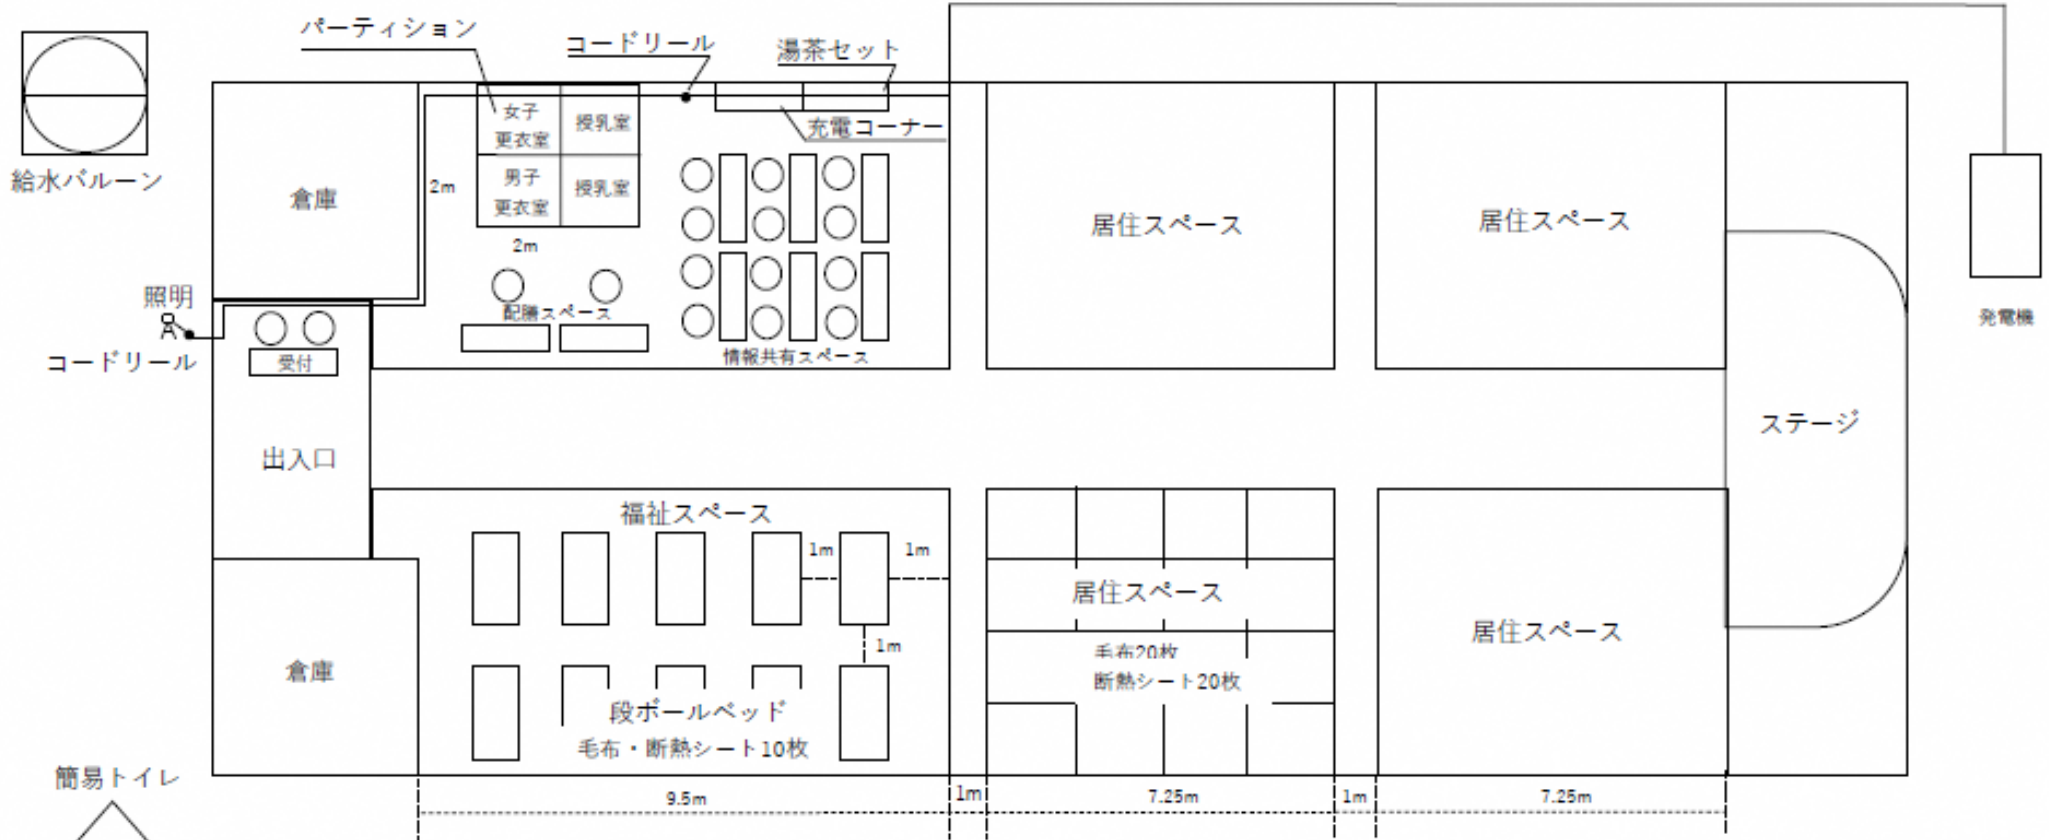 パーティション
コードリール
湯茶セット
充電コーナー
給水バルーン
倉庫
2m
女子
更衣室
授乳室
男子
更衣室
授乳室
2m
配膳スペース
情報共有スペース
居住スペース
居住スペース
発電機
照明
コードリール
受付
出入口
ステージ
福祉スペース
1m
1m
1m
段ボールベッド
毛布・断熱シート10枚
居住スペース
毛布20枚
断熱シート20枚
居住スペース
倉庫
簡易トイレ
9.5m
1m
7.25m
1m
7.25m